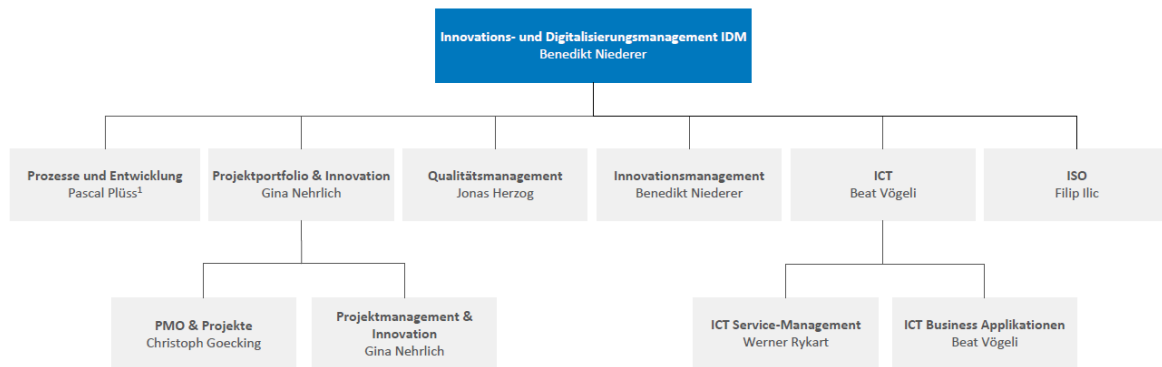 Innovations- und Digitalisierungsmanagement IDM
Benedikt Niederer
Prozesse und Entwicklung
Pascal Plüss¹
Projektportfolio & Innovation
Gina Nehrlich
Qualitätsmanagement
Jonas Herzog
Innovationsmanagement
Benedikt Niederer
ICT
Beat Vögeli
ISO
Filip Ilic
PMO & Projekte
Christoph Goecking
Projektmanagement &
Innovation
Gina Nehrlich
ICT Service-Management
Werner Rykart
ICT Business Applikationen
Beat Vögeli